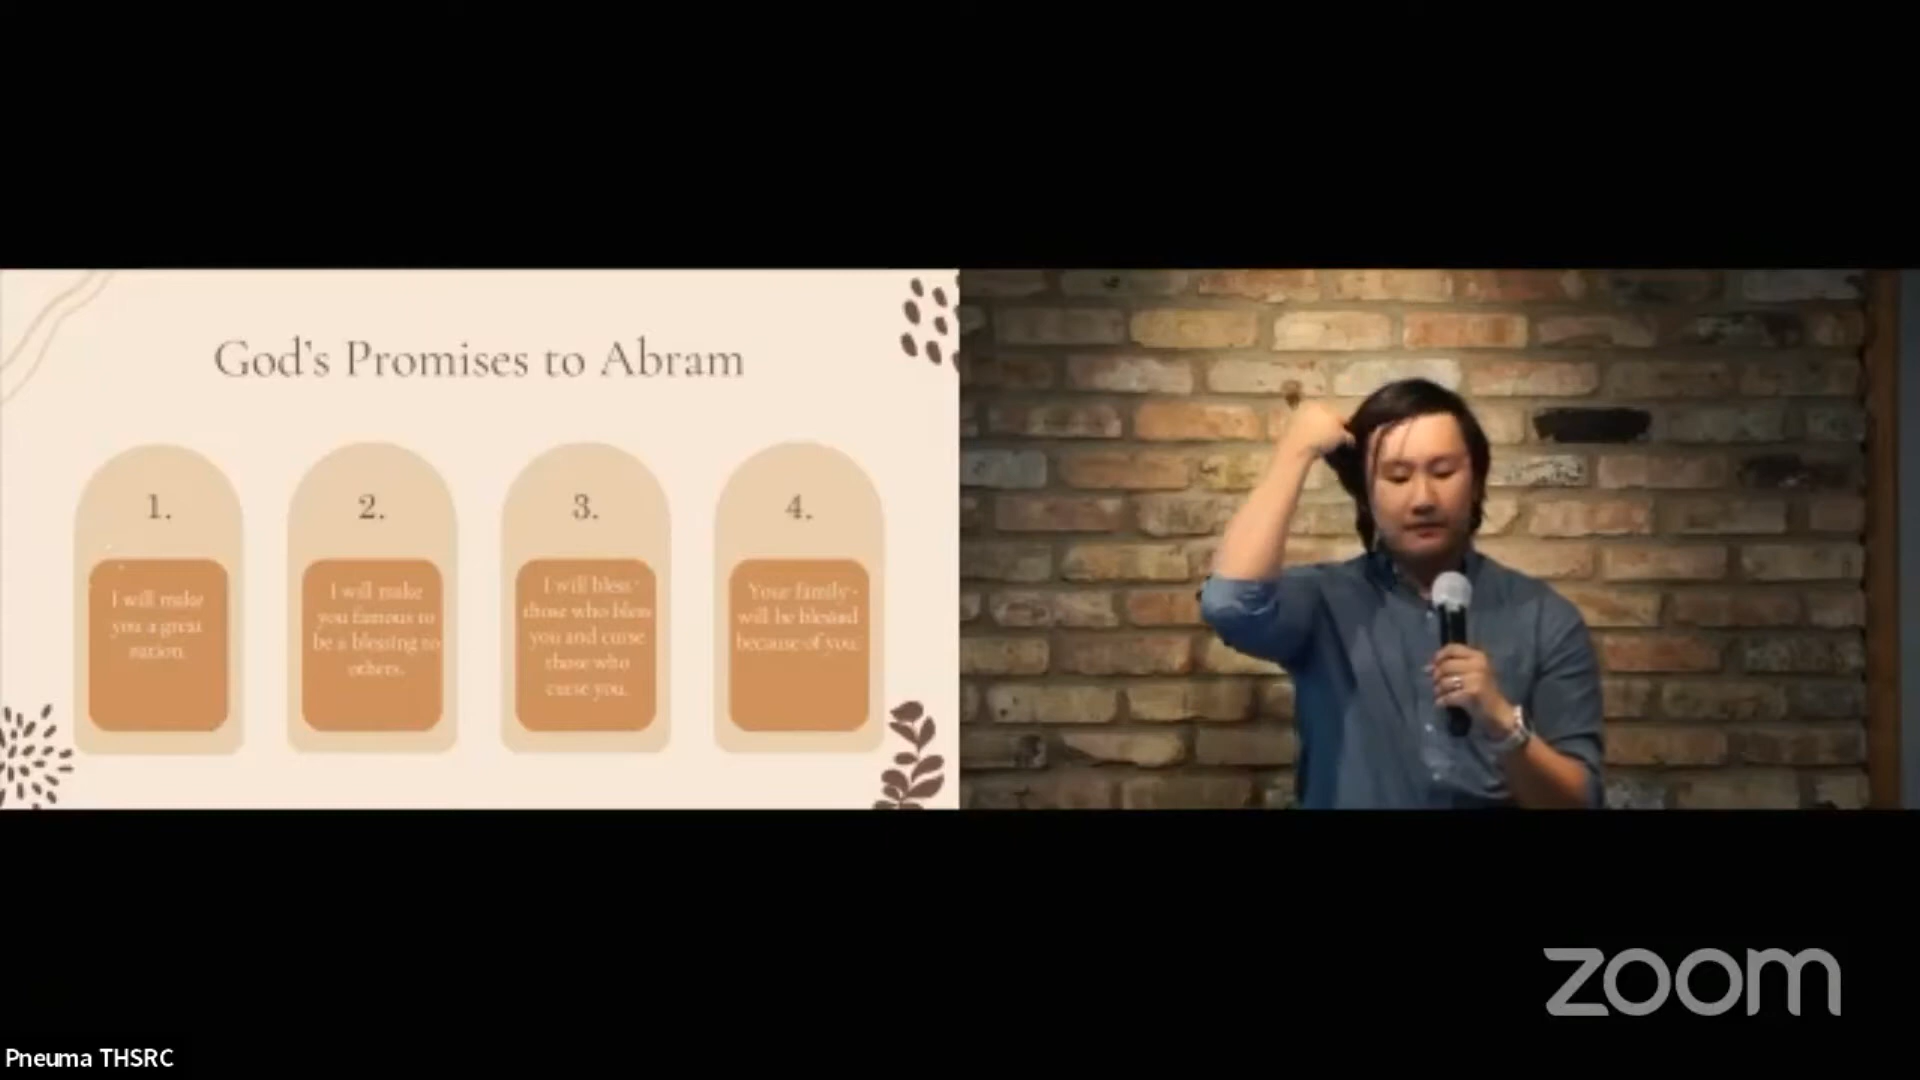 God's Promises to Abram
1.
I will make
you a great
nation.
2.
I will make
you famous to
be a blessing to
others.
3.
I will bless
those who bless
you and curse
those who
curse you.
4.
Your family
will be blessed
because of you.
zoom
Pneuma THSRC